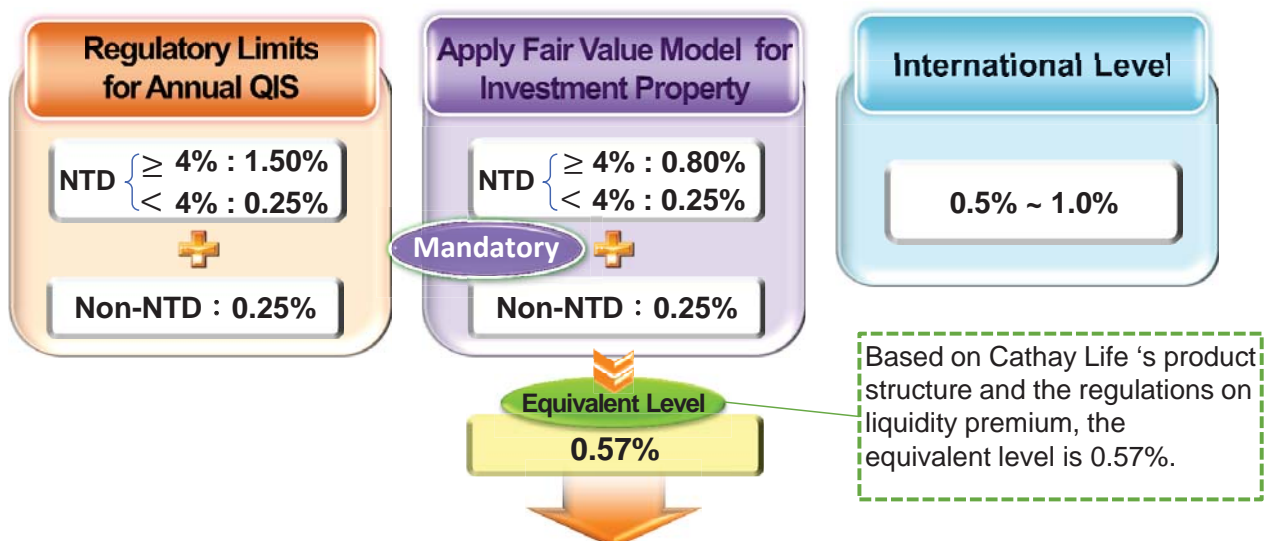 Regulatory Limits
for Annual QIS
NTD
≥ 4% : 1.50%
< 4% : 0.25%
Non-NTD：0.25%
Apply Fair Value Model for
Investment Property
NTD
≥ 4% : 0.80%
< 4% : 0.25%
Mandatory
Non-NTD：0.25%
Equivalent Level
0.57%
International Level
0.5% ~ 1.0%
Based on Cathay Life ‘s product
structure and the regulations on
liquidity premium, the
equivalent level is 0.57%.